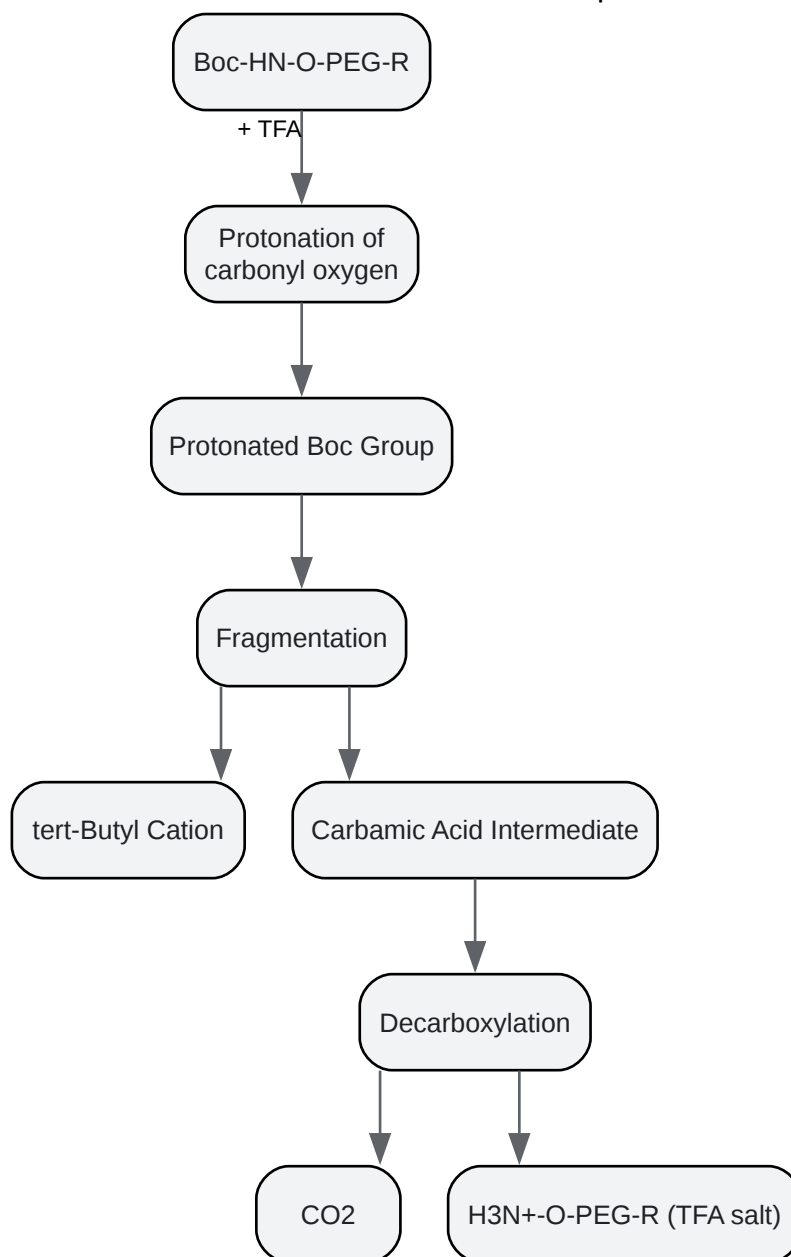 Boc-HN-O-PEG-R
+ TFA
Protonation of
carbonyl oxygen
Protonated Boc Group
Fragmentation
tert-Butyl Cation
Carbamic Acid Intermediate
Decarboxylation
CO2
H3N+-O-PEG-R (TFA salt)